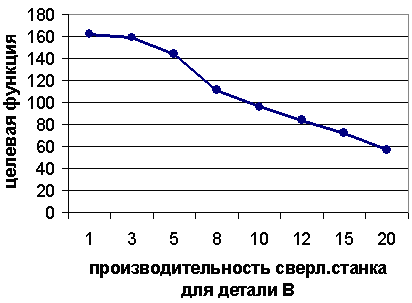 целевая функция
180
160
140
120
100
80
60
40
20
0
1 3 5 8 10 12 15 20
производительность сверл.станка
для детали В